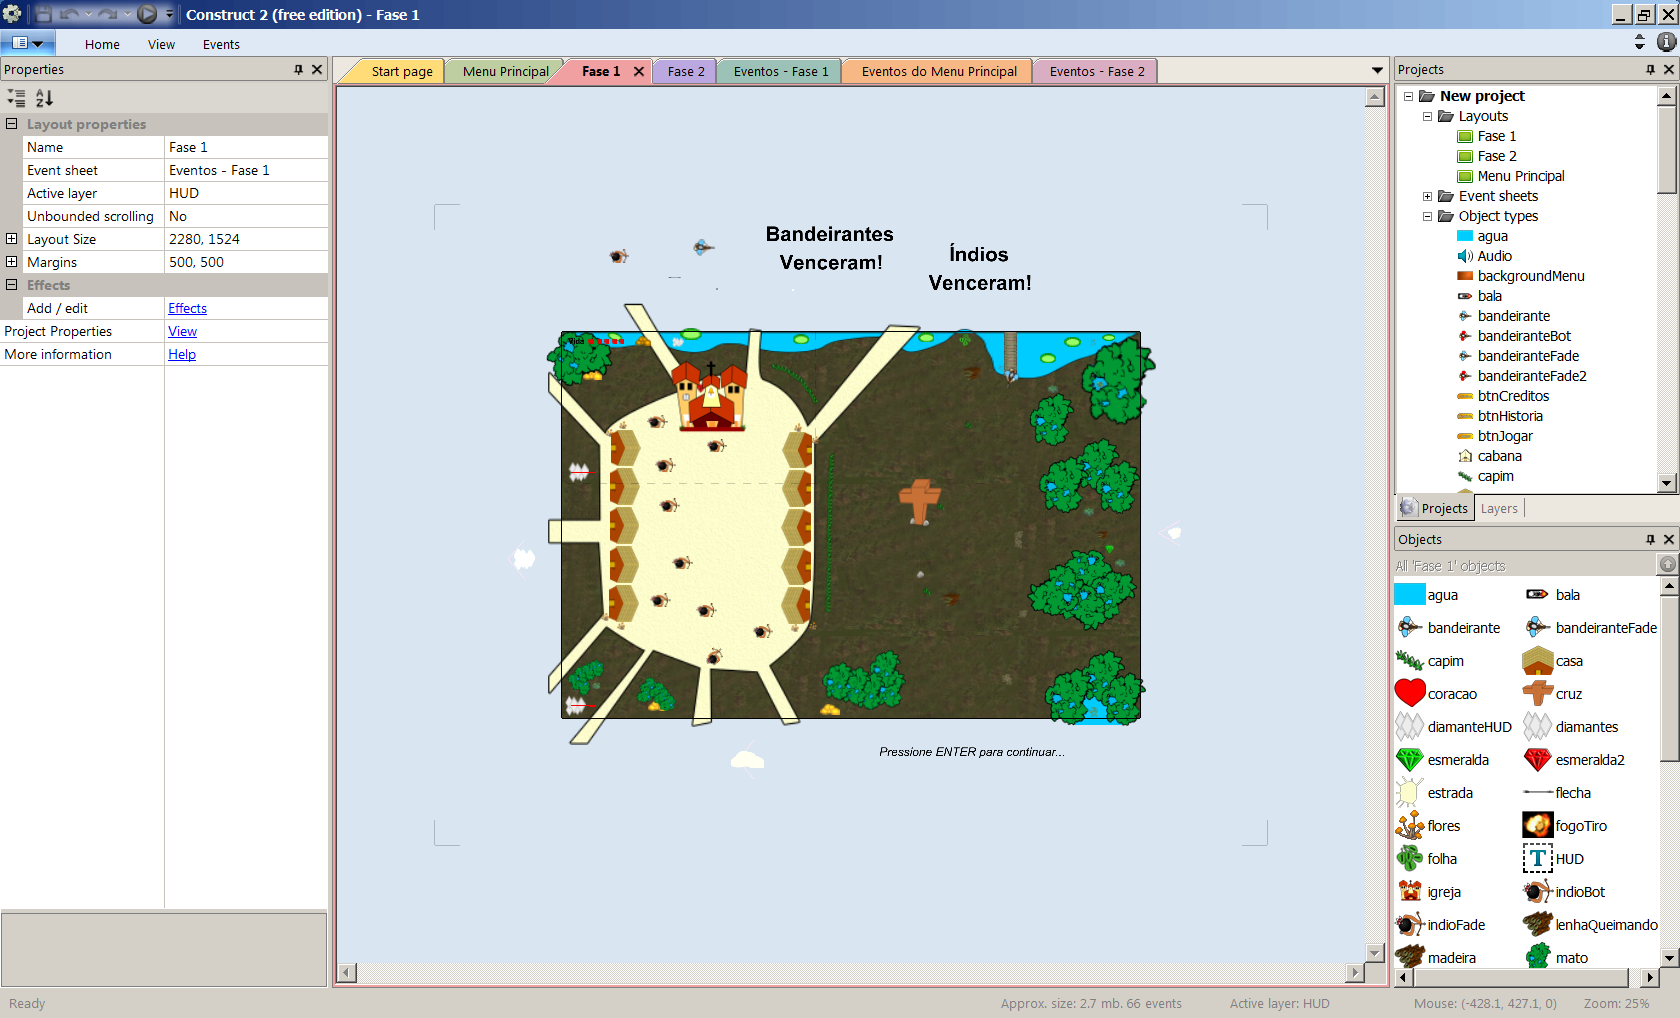 Construct 2 (free edition) - Fase 1
Home View Events
Properties
Layout properties
Name Fase 1
Event sheet Eventos - Fase 1
Active layer HUD
Unbounded scrolling No
Layout Size 2280, 1524
Margins 500, 500
Effects
Add / edit Effects
Project Properties View
More information Help
Start page Menu Principal Fase 1 Fase 2 Eventos - Fase 1 Eventos do Menu Principal Eventos - Fase 2
Bandeirantes
Venceram!
Índios
Venceram!
Vida
Pressione ENTER para continuar...
Projects
New project
Layouts
Fase 1
Fase 2
Menu Principal
Event sheets
Object types
agua
Audio
backgroundMenu
bala
bandeirante
bandeiranteBot
bandeiranteFade
bandeiranteFade2
btnCreditos
btnHistoria
btnJogar
cabana
capim
Projects Layers
Objects
All 'Fase 1' objects
agua bala
bandeirante bandeiranteFade
capim casa
coracao cruz
diamanteHUD diamantes
esmeralda esmeralda2
estrada flecha
flores fogoTiro
folha HUD
igreja indioBot
indioFade lenhaQueimando
madeira mato
Ready Approx. size: 2.7 mb. 66 events Active layer: HUD Mouse: (-428.1, 427.1, 0) Zoom: 25%